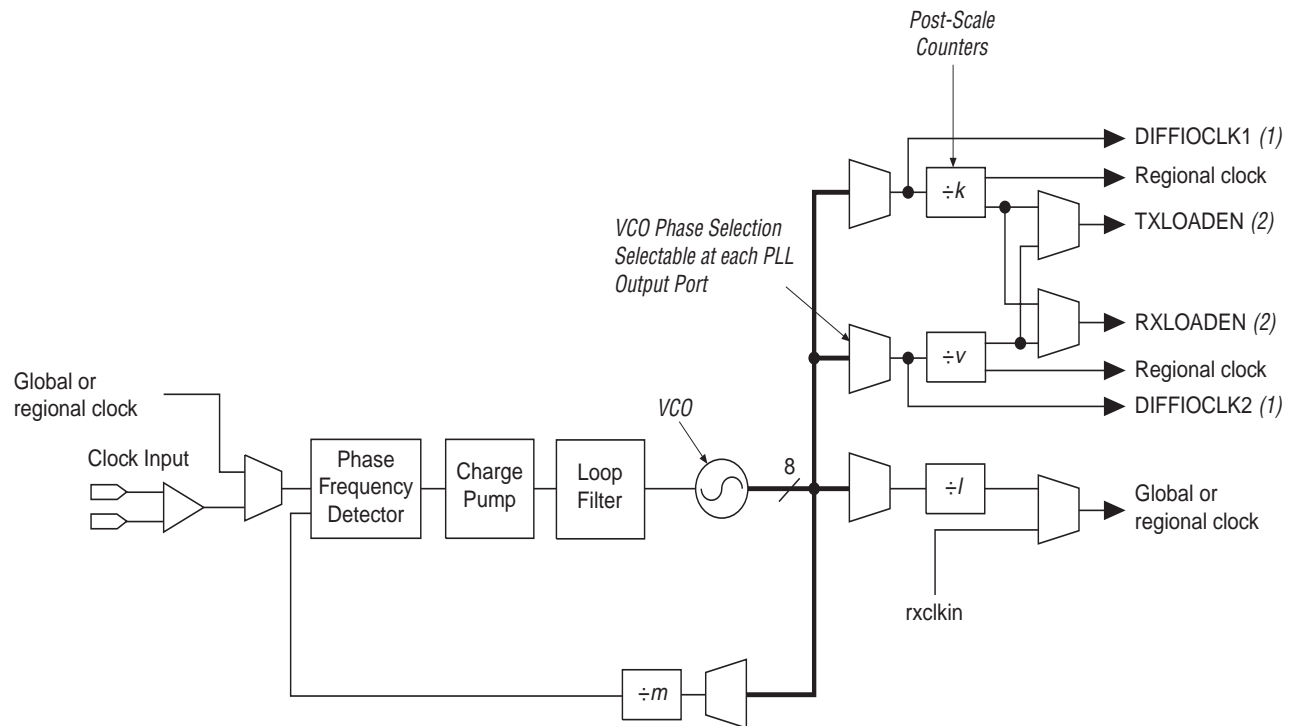 Post-Scale
Counters
DIFFIOCLK1 (1)
Regional clock
÷k
TXLOADEN (2)
VCO Phase Selection
Selectable at each PLL
Output Port
RXLOADEN (2)
÷v
Regional clock
DIFFIOCLK2 (1)
Global or
regional clock
VCO
Clock Input
Phase
Frequency
Detector
Charge
Pump
Loop
Filter
8
÷l
Global or
regional clock
rxclkin
÷m